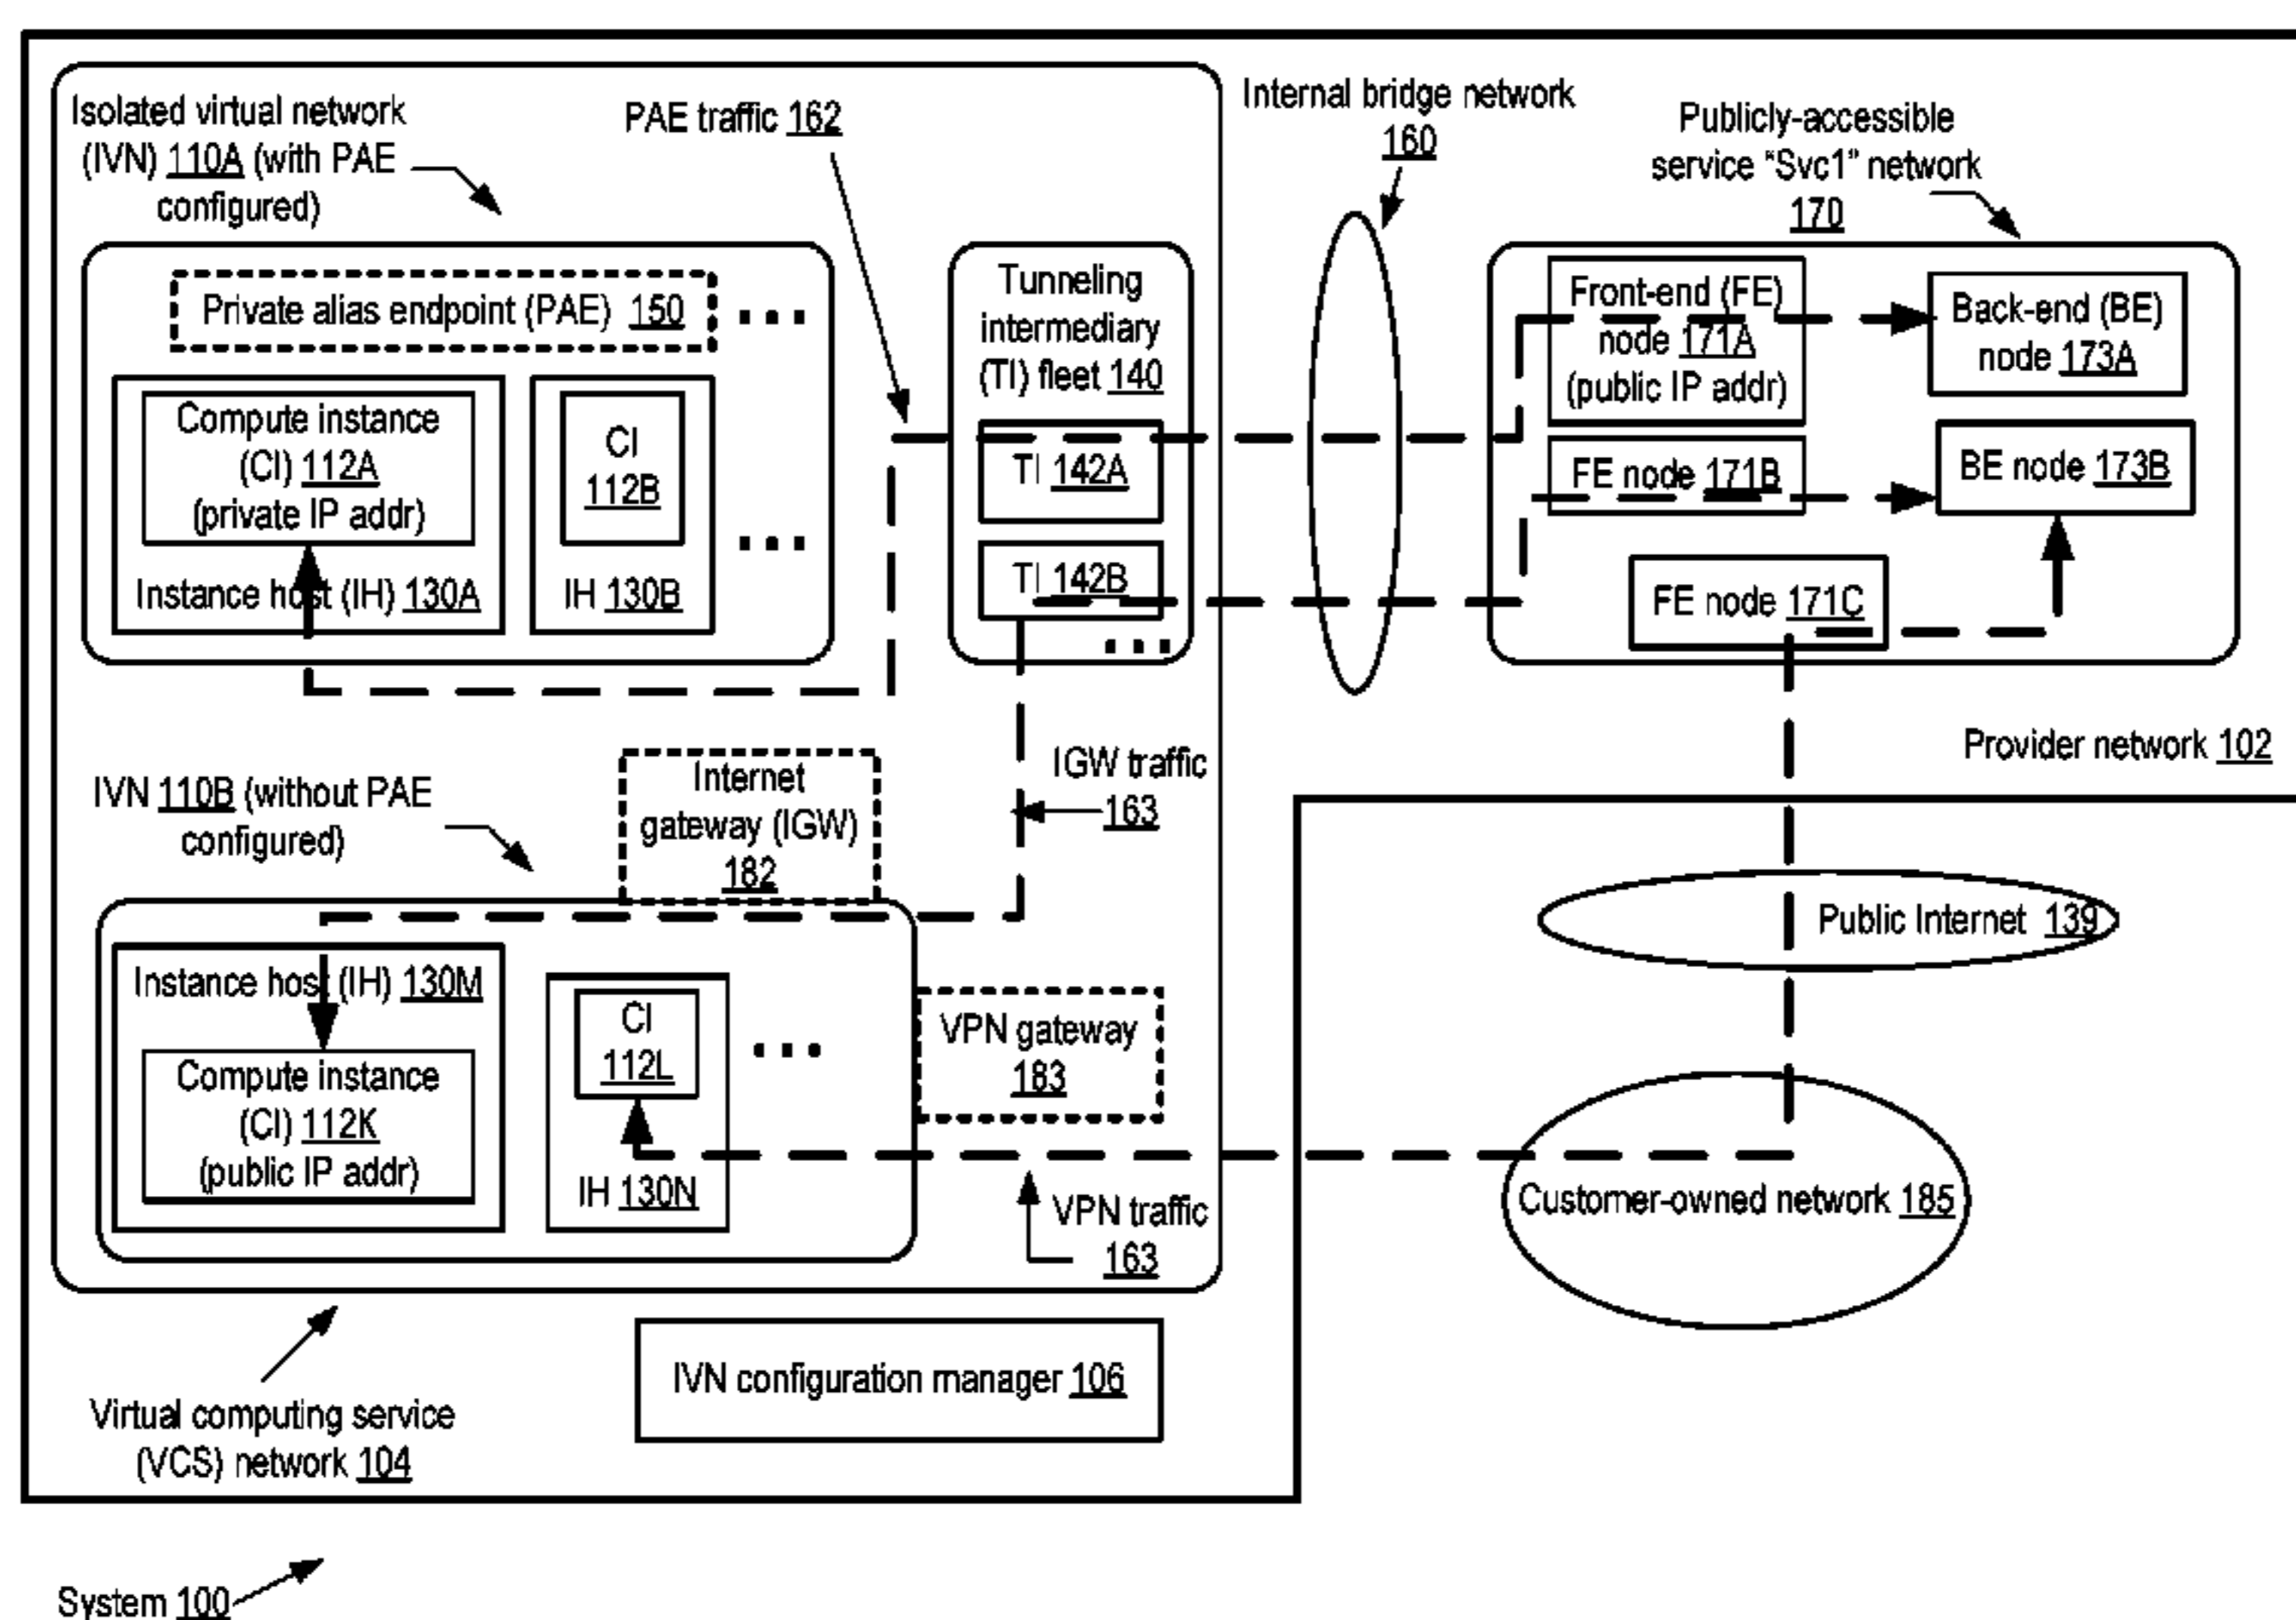 Isolated virtual network
(IVN) 110A (with PAE
configured)
PAE traffic 162
Internal bridge network
160
Publicly-accessible
service "Svc1" network
170
Private alias endpoint (PAE) 150
...
Compute instance
(CI) 112A
(private IP addr)
Instance host (IH) 130A
CI
112B
IH 130B
...
Tunneling
intermediary
(TI) fleet 140
TI 142A
TI 142B
...
Front-end (FE)
node 171A
(public IP addr)
Back-end (BE)
node 173A
FE node 171B
BE node 173B
FE node 171C
Provider network 102
IVN 110B (without PAE
configured)
Internet
gateway (IGW)
182
IGW traffic
163
Public Internet 139
Instance host (IH) 130M
Compute instance
(CI) 112K
(public IP addr)
CI
112L
IH 130N
...
VPN gateway
183
VPN traffic
163
Customer-owned network 185
IVN configuration manager 106
Virtual computing service
(VCS) network 104
System 100